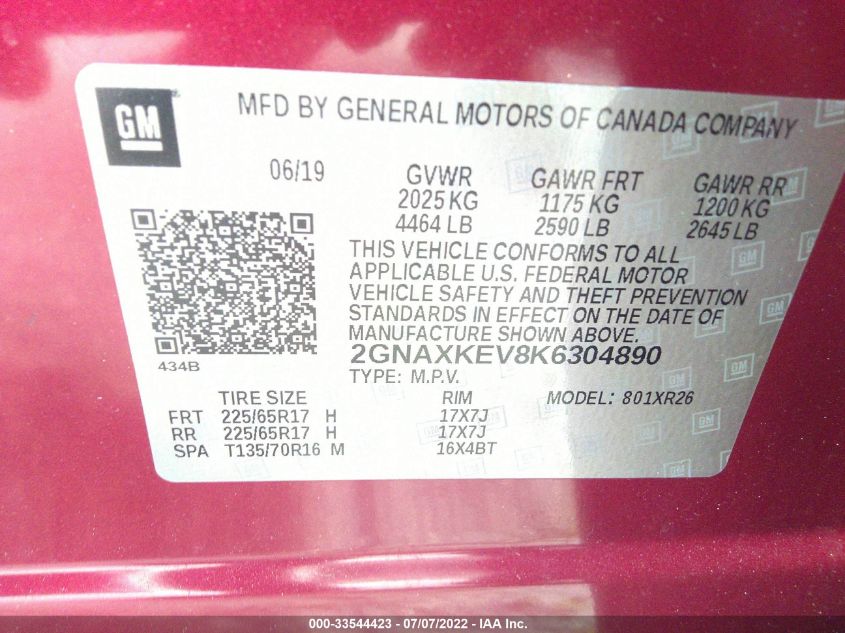 GM
MFD BY GENERAL MOTORS OF CANADA COMPANY
06/19 GVWR GAWR FRT GAWR RR
2025 KG 1175 KG 1200 KG
4464 LB 2590 LB 2645 LB
THIS VEHICLE CONFORMS TO ALL
APPLICABLE U.S. FEDERAL MOTOR
VEHICLE SAFETY AND THEFT PREVENTION
STANDARDS IN EFFECT ON THE DATE OF
MANUFACTURE SHOWN ABOVE.
434B 2GNAXKEV8K6304890
TYPE: M.P.V.
TIRE SIZE RIM MODEL: 801XR26
FRT 225/65R17 H 17X7J
RR 225/65R17 H 17X7J
SPA T135/70R16 M 16X4BT
000-33544423 - 07/07/2022 - IAA Inc.